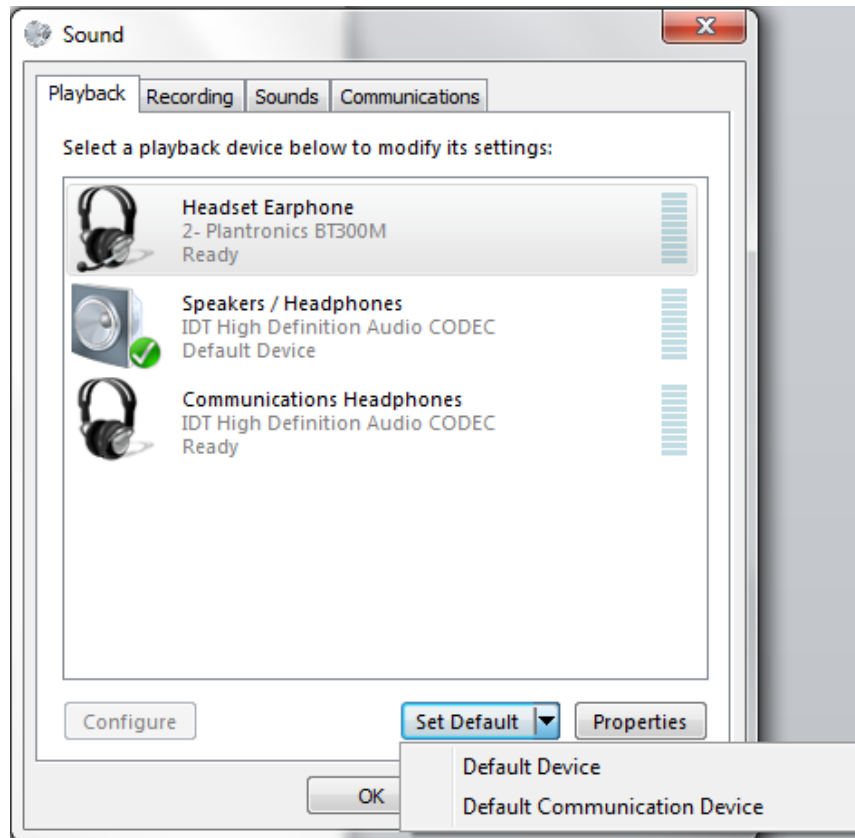 Sound
Playback Recording Sounds Communications
Select a playback device below to modify its settings:
Headset Earphone
2- Plantronics BT300M
Ready
Speakers / Headphones
IDT High Definition Audio CODEC
Default Device
Communications Headphones
IDT High Definition Audio CODEC
Ready
Configure Set Default Properties
Default Device
OK
Default Communication Device